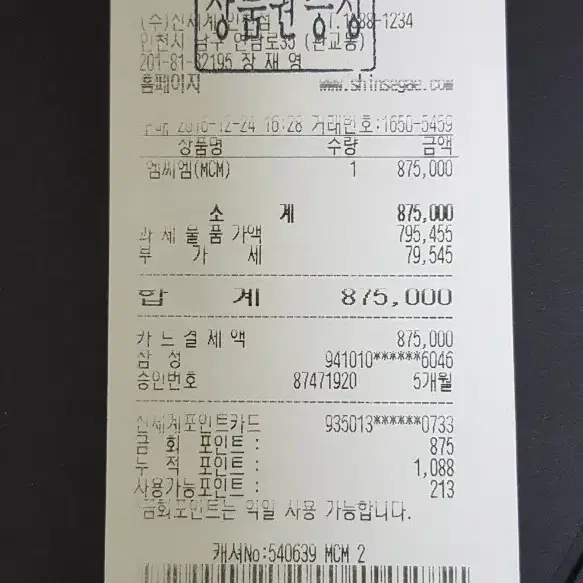 상품권 증정
(주)신세계 인천점 T.1588-1234
인천시 남구 연남로35 (관교동)
201-81-32195 장 재 영
홈페이지 www.shinsegae.com
구매 2016-12-24 16:28 거래번호:1650-5459
상품명 수량 금액
엠씨엠(MCM) 1 875,000
소 계 875,000
과 세 물 품 가액 795,455
부 가 세 79,545
합 계 875,000
카 드 결 제 액 875,000
삼 성 941010******6046
승인번호 87471920 5개월
신세계포인트카드 935013******0733
금 회 포인트 : 875
누 적 포인트 : 1,088
사용가능포인트 : 213
금회포인트는 익일 사용 가능합니다.
캐셔No:540639 MCM 2